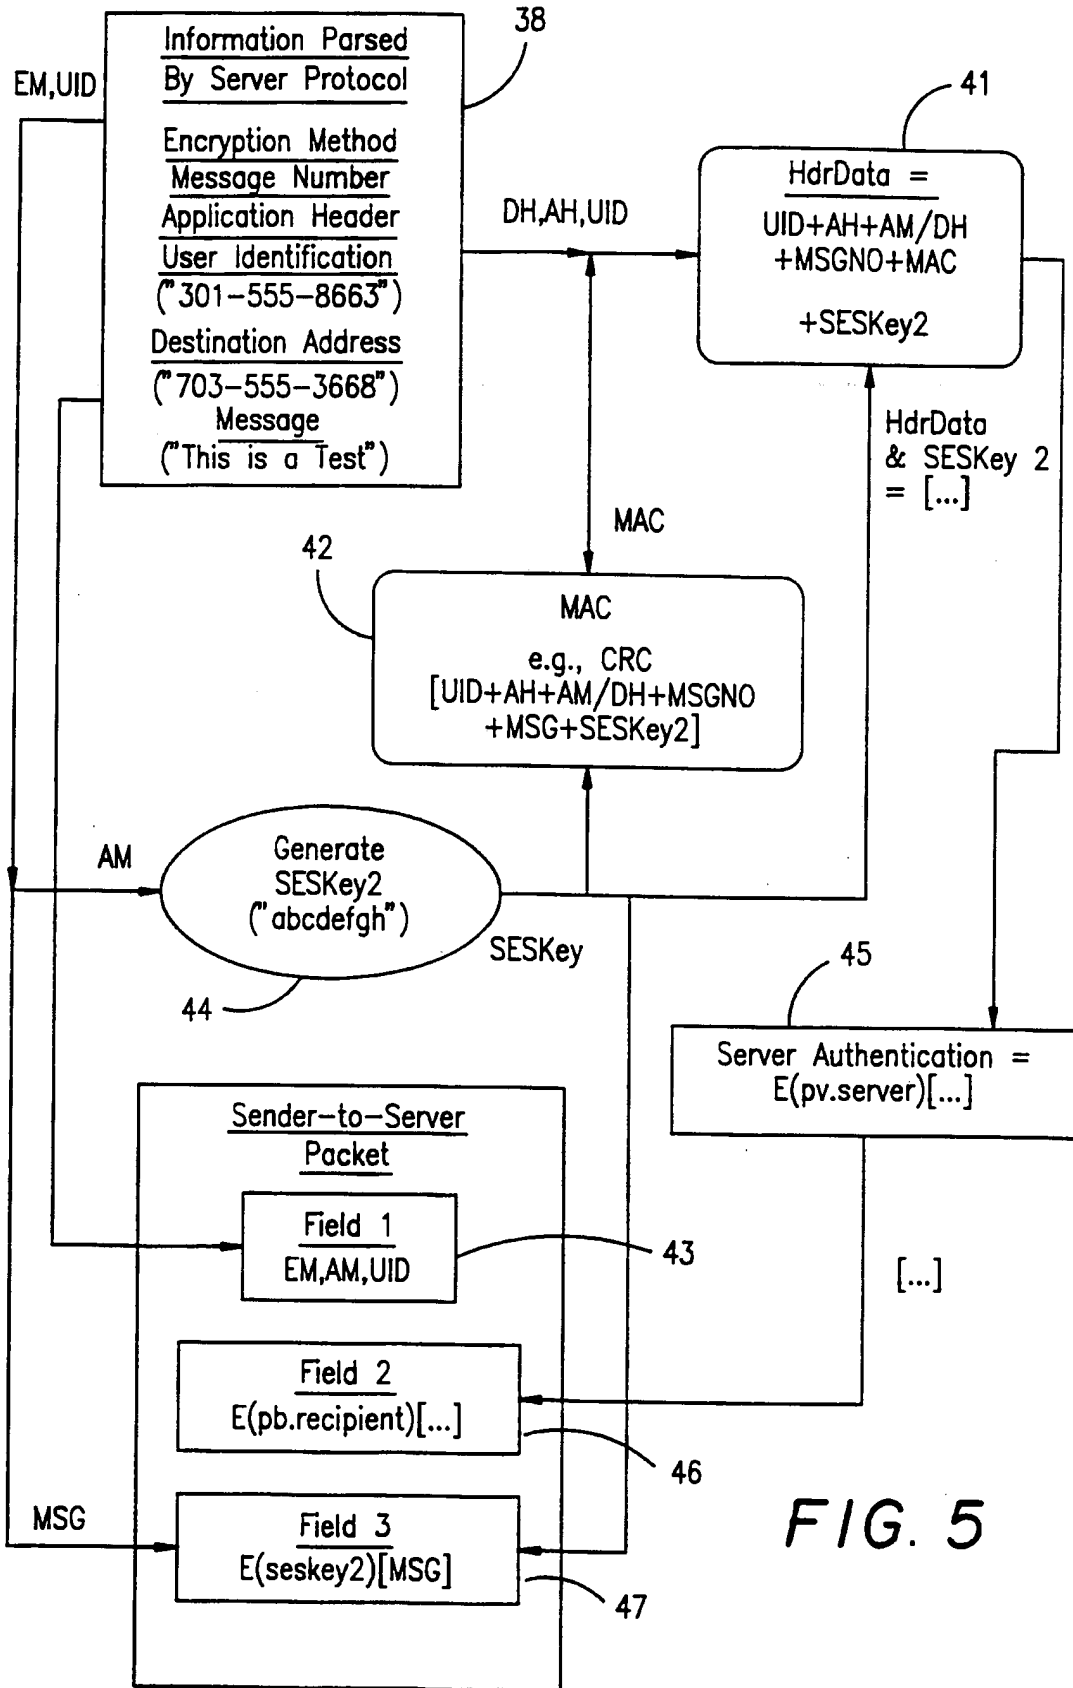 38
Information Parsed
By Server Protocol
EM,UID
Encryption Method
Message Number
Application Header
User Identification
("301-555-8663")
Destination Address
("703-555-3668")
Message
("This is a Test")
DH,AH,UID
41
HdrData =
UID+AH+AM/DH
+MSGNO+MAC
+SESKey2
HdrData
& SESKey 2
= [...]
MAC
42
MAC
e.g., CRC
[UID+AH+AM/DH+MSGNO
+MSG+SESKey2]
AM
Generate
SESKey2
("abcdefgh")
SESKey
44
45
Server Authentication =
E(pv.server)[...]
Sender-to-Server
Packet
Field 1
EM,AM,UID
43
[...]
Field 2
E(pb.recipient)[...]
46
MSG
Field 3
E(seskey2)[MSG]
47
FIG. 5